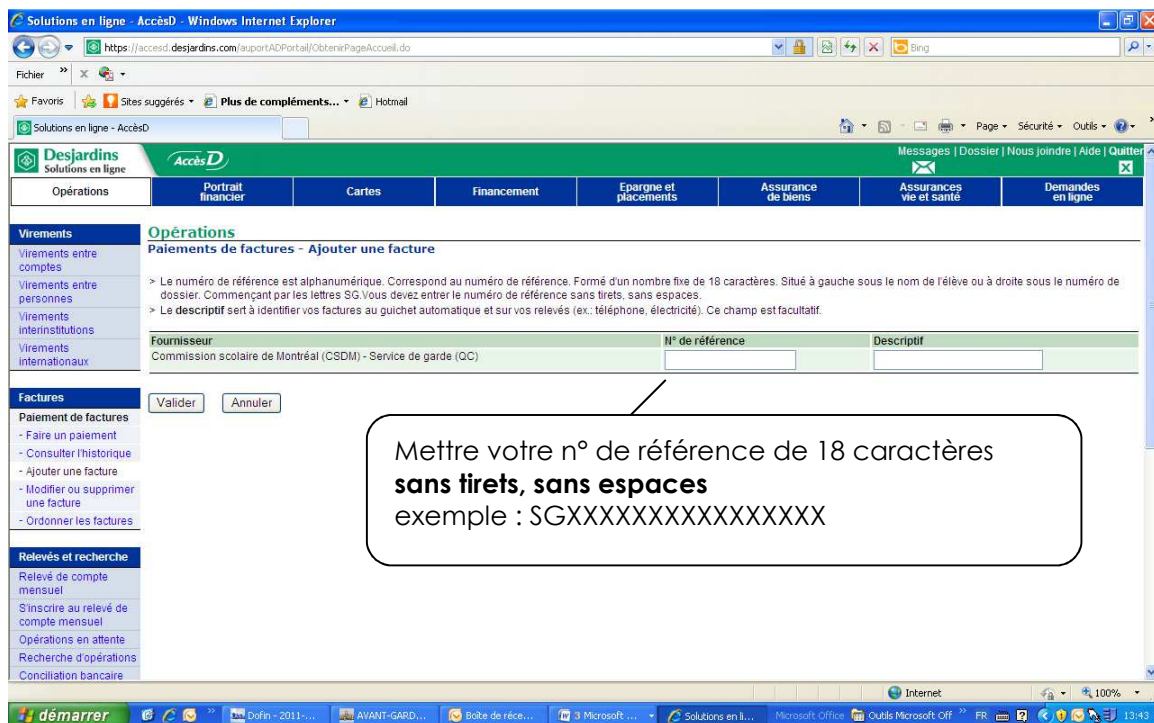 Solutions en ligne - AccèsD - Windows Internet Explorer
https://accesd.desjardins.com/auportADPortail/ObtenirPageAccueil.do
Bing
Fichier » x
Favoris Sites suggérés Plus de compléments... Hotmail
Solutions en ligne - AccèsD
Page Sécurité Outils »
Desjardins
Solutions en ligne
AccèsD
Messages | Dossier | Nous joindre | Aide | Quitter
Opérations
Portrait
financier
Cartes
Financement
Epargne et
placements
Assurance
de biens
Assurances
vie et santé
Demandes
en ligne
Virements
Virements entre
comptes
Virements entre
personnes
Virements
interinstitutions
Virements
internationaux
Factures
Paiement de factures
- Faire un paiement
- Consulter l'historique
- Ajouter une facture
- Modifier ou supprimer
une facture
- Ordonner les factures
Relevés et recherche
Relevé de compte
mensuel
S'inscrire au relevé de
compte mensuel
Opérations en attente
Recherche d'opérations
Conciliation bancaire
Opérations
Paiements de factures - Ajouter une facture
> Le numéro de référence est alphanumérique. Correspond au numéro de référence. Formé d'un nombre fixe de 18 caractères. Situé à gauche sous le nom de l'élève ou à droite sous le numéro de
dossier. Commençant par les lettres SG.Vous devez entrer le numéro de référence sans tirets, sans espaces.
> Le descriptif sert à identifier vos factures au guichet automatique et sur vos relevés (ex.: téléphone, électricité). Ce champ est facultatif.
Fournisseur N° de référence Descriptif
Commission scolaire de Montréal (CSDM) - Service de garde (QC)
Valider Annuler
Mettre votre n° de référence de 18 caractères
sans tirets, sans espaces
exemple : SGXXXXXXXXXXXXXXXX
Internet 100%
démarrer » Dofin - 2011-... AVANT-GARD... Boîte de réce... 3 Microsoft ... Solutions en li... Microsoft Office Outils Microsoft Off » FR 13:43